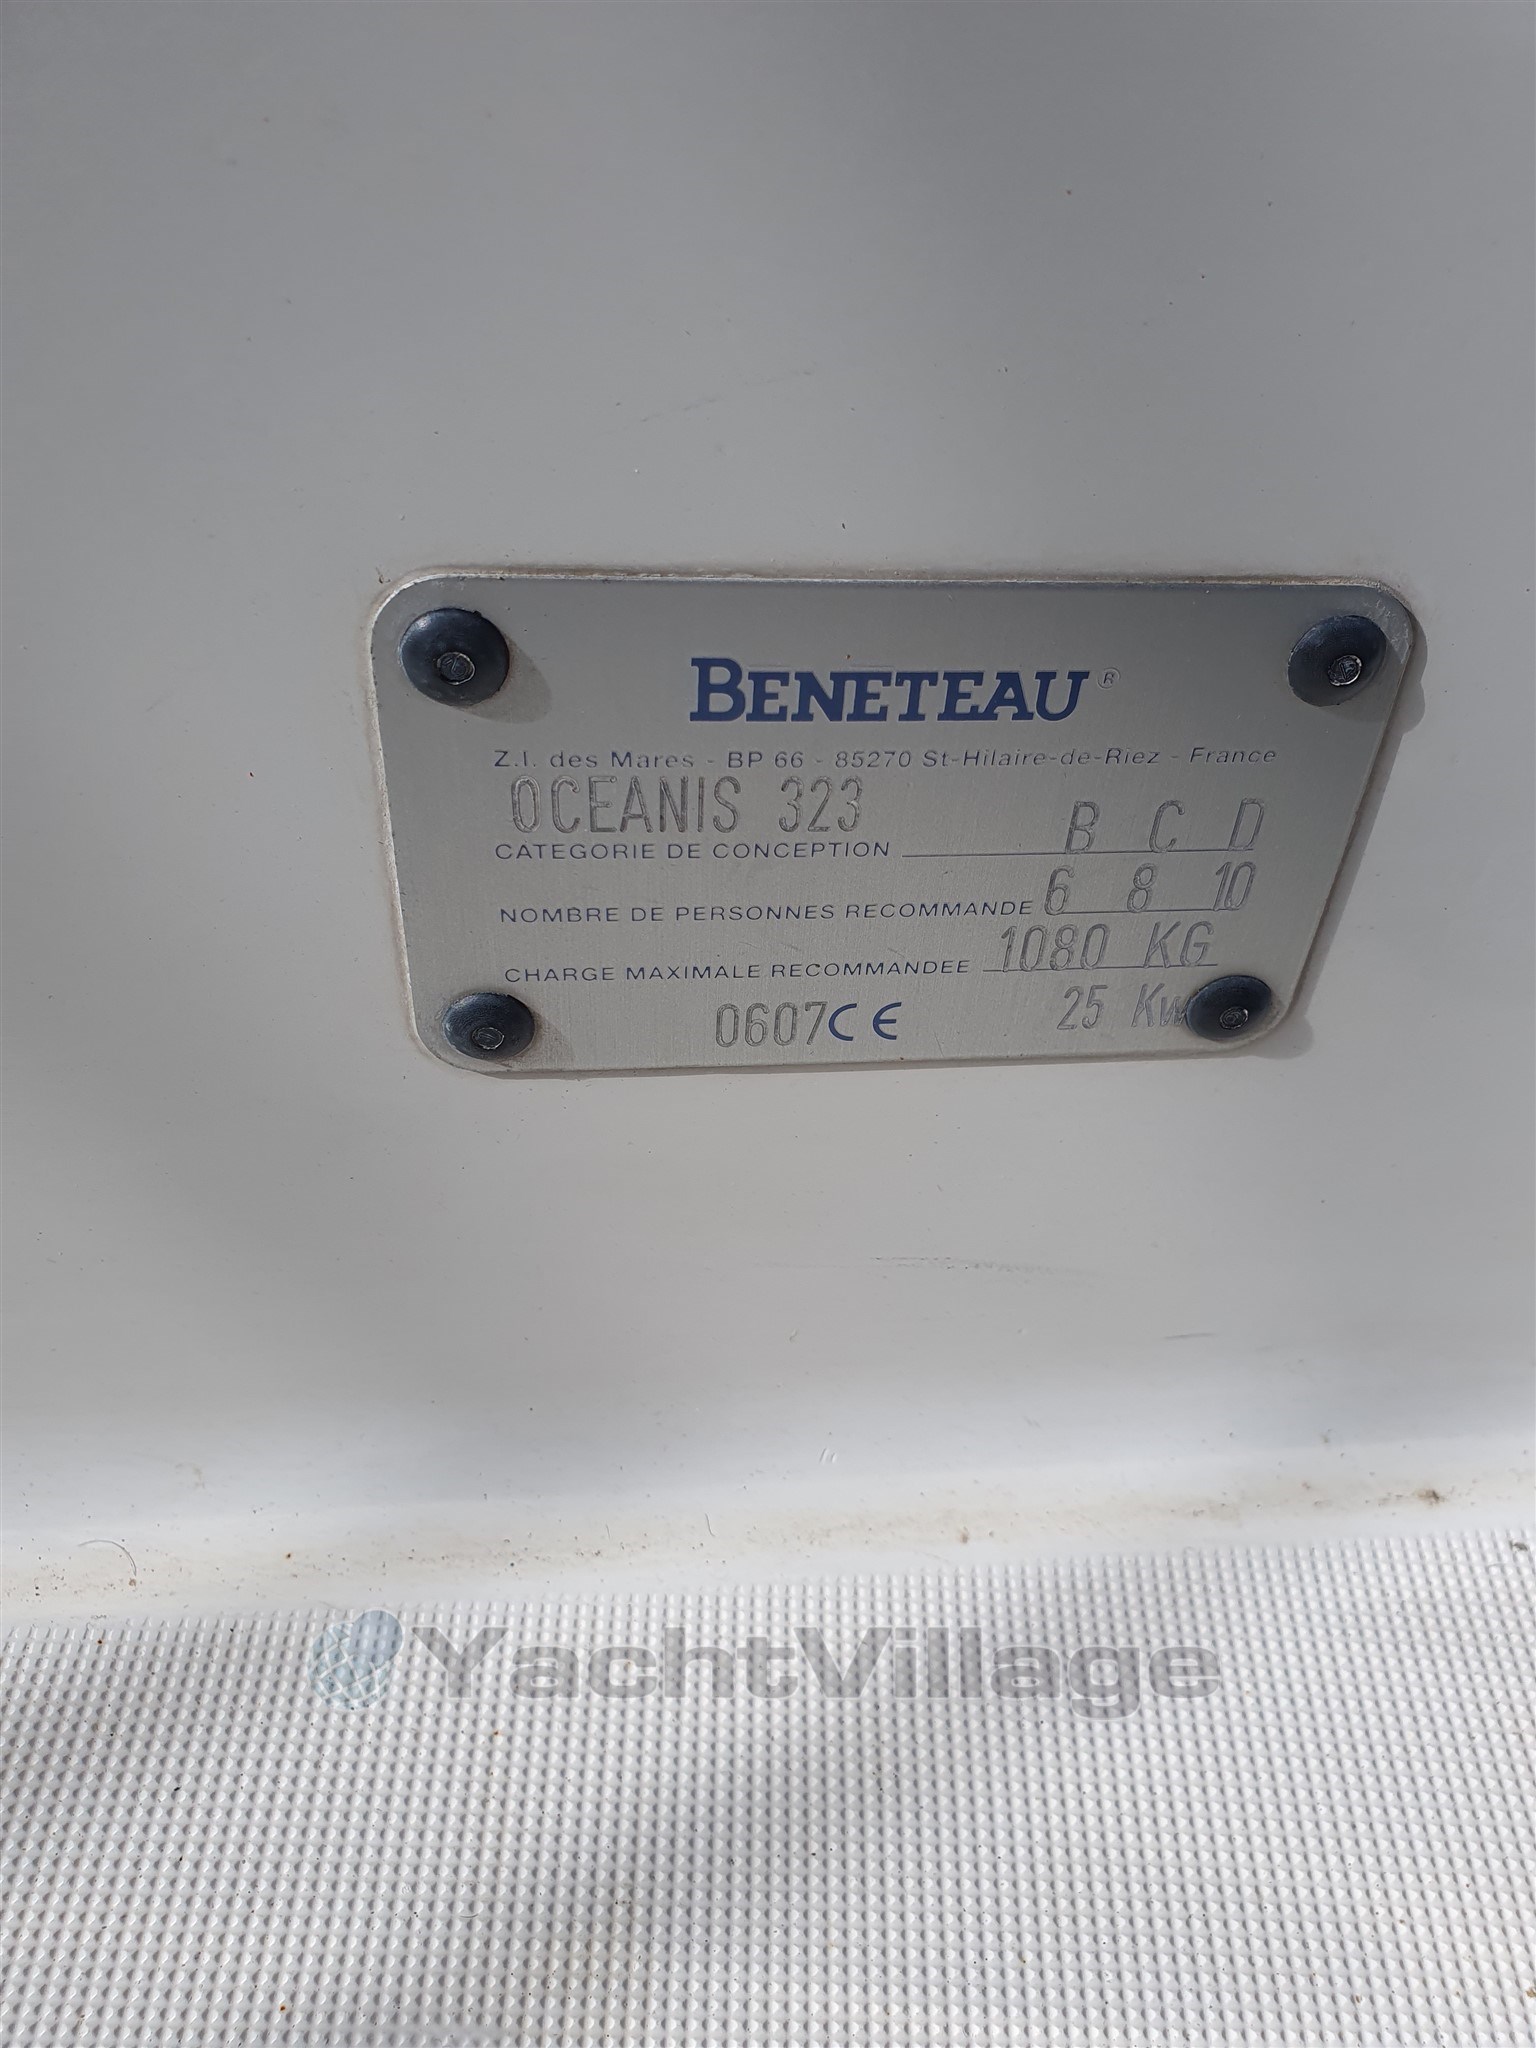 BENETEAU®
Z.I. des Mares - BP 66 - 85270 St-Hilaire-de-Riez - France
OCEANIS 323
CATEGORIE DE CONCEPTION B C D
NOMBRE DE PERSONNES RECOMMANDE 6 8 10
CHARGE MAXIMALE RECOMMANDEE 1080 KG
0607 CE 25 Kw
YachtVillage